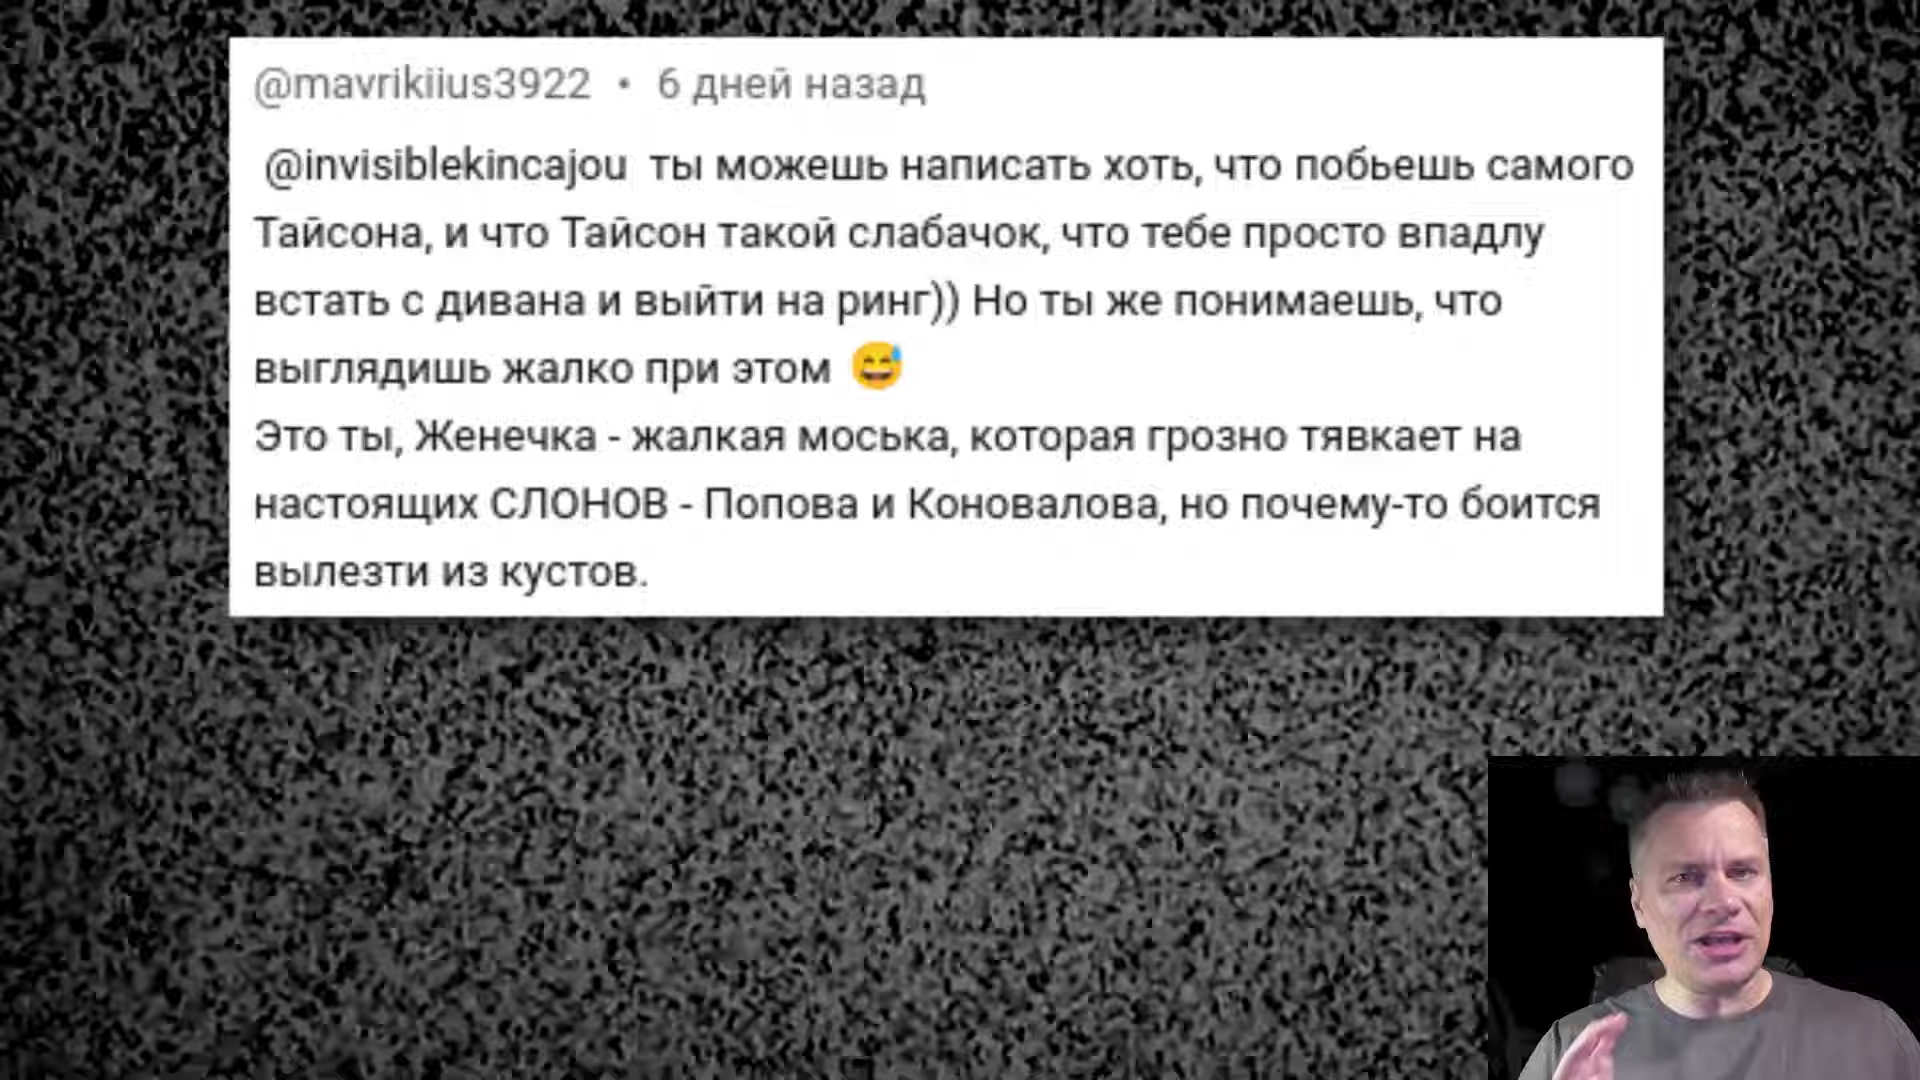 @mavrikiius3922 • 6 дней назад
@invisiblekincajou ты можешь написать хоть, что побьешь самого
Тайсона, и что Тайсон такой слабачок, что тебе просто впадлу
встать с дивана и выйти на ринг)) Но ты же понимаешь, что
выглядишь жалко при этом 😅
Это ты, Женечка - жалкая моська, которая грозно тявкает на
настоящих СЛОНОВ - Попова и Коновалова, но почему-то боится
вылезти из кустов.